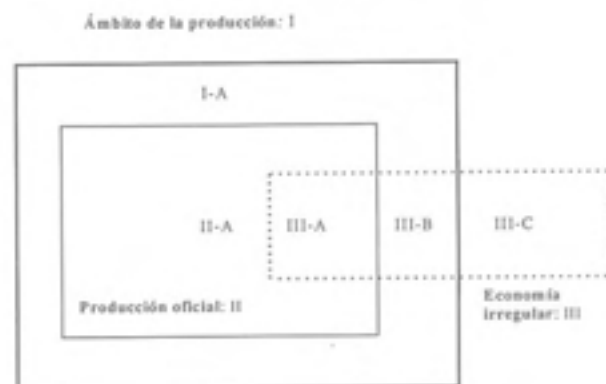 Ámbito de la producción: I
I-A
II-A
III-A
III-B
III-C
Producción oficial: II
Economía
irregular: III